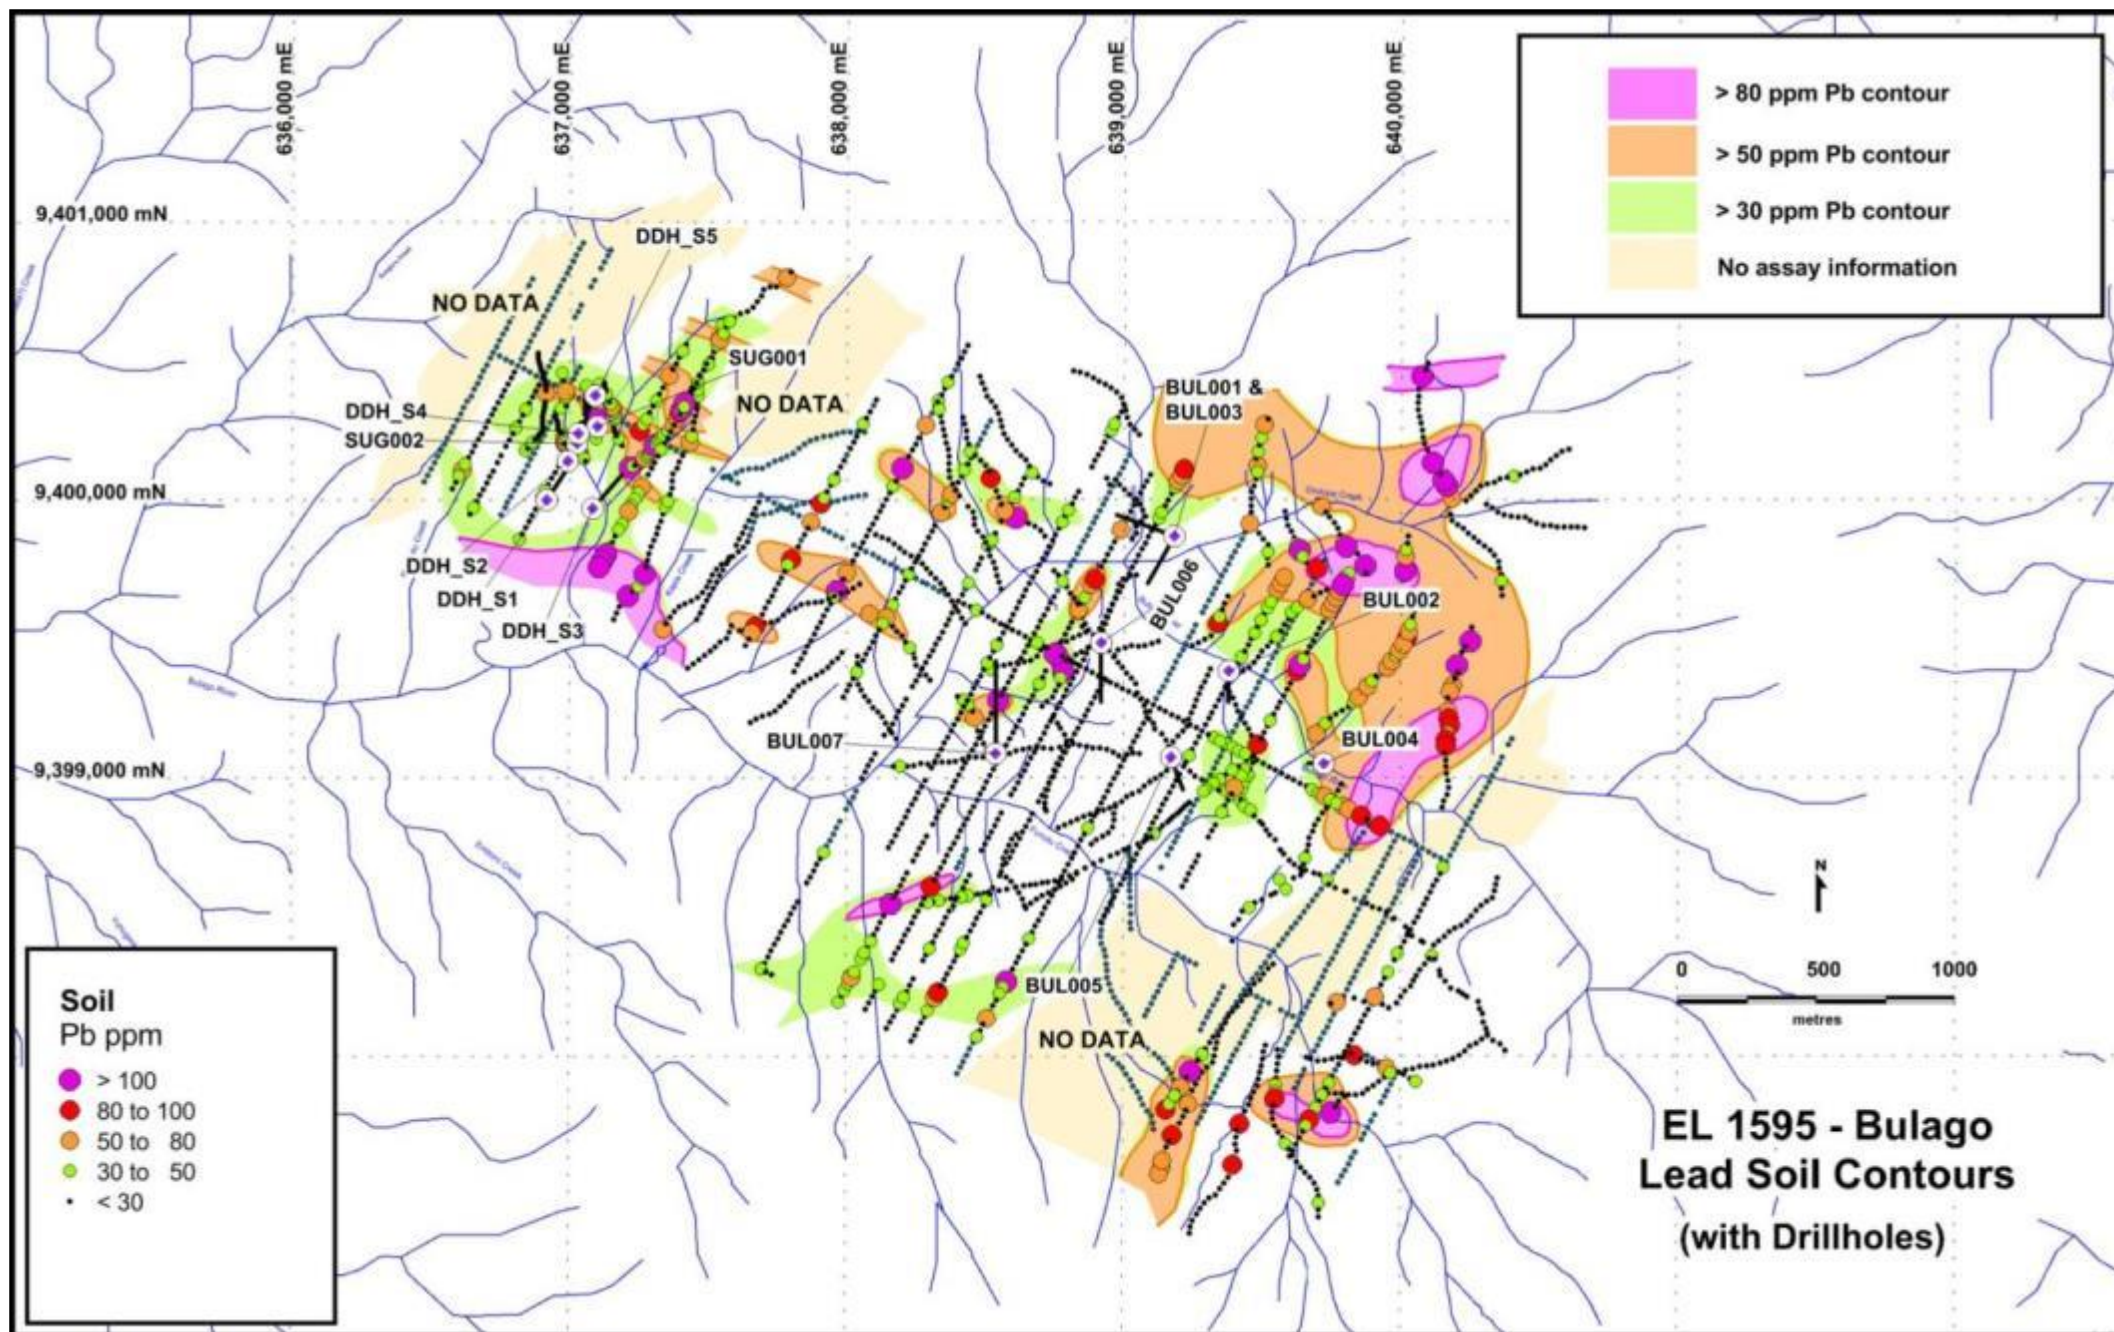 636,000 mE
637,000 mE
638,000 mE
639,000 mE
640,000 mE
> 80 ppm Pb contour
> 50 ppm Pb contour
> 30 ppm Pb contour
No assay information
9,401,000 mN
DDH_S5
NO DATA
SUG001
NO DATA
BUL001 &
BUL003
DDH_S4
SUG002
9,400,000 mN
DDH_S2
DDH_S1
DDH_S3
BUL006
BUL002
BUL007
BUL004
9,399,000 mN
Bulago River
N
0 500 1000
metres
BUL005
NO DATA
Soil
Pb ppm
> 100
80 to 100
50 to 80
30 to 50
< 30
EL 1595 - Bulago
Lead Soil Contours
(with Drillholes)